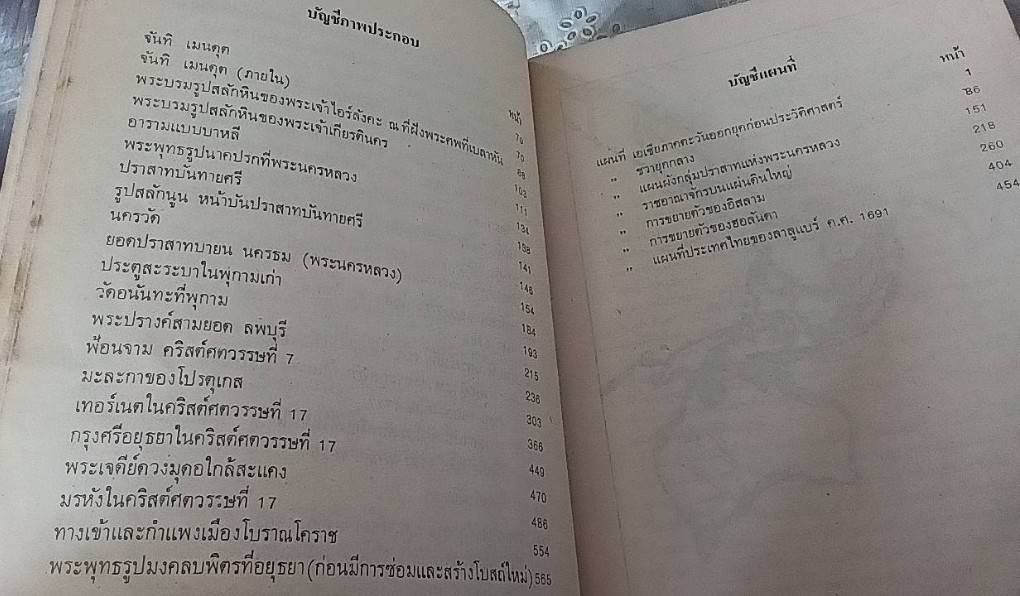 บัญชีภาพประกอบ
หน้า
จันทิ เมนดุต 70
จันทิ เมนดุต (ภายใน) 70
พระบรมรูปสลักหินของพระเจ้าไอร์ลังคะ ณ ที่ฝังพระศพที่เบลาหัน 68
พระบรมรูปสลักหินของพระเจ้าเกียรตินคร 103
อารามแบบบาหลี 111
พระพุทธรูปนาคปรกที่พระนครหลวง 134
ปราสาทบันทายศรี 138
รูปสลักนูน หน้าบันปราสาทบันทายศรี 141
นครวัด 148
ยอดปราสาทบายน นครธม (พระนครหลวง) 154
ประตูสะระบาในพุกามเก่า 184
วัดอนันทะที่พุกาม 193
พระปรางค์สามยอด ลพบุรี 215
ฟ้อนจาม คริสต์ศตวรรษที่ 7 236
มะละกาของโปรตุเกส 303
เทอร์เนตในคริสต์ศตวรรษที่ 17 366
กรุงศรีอยุธยาในคริสต์ศตวรรษที่ 17 449
พระเจดีย์ดวงมุดอใกล้สะแคง 470
มรหังในคริสต์ศตวรรษที่ 17 486
ทางเข้าและกำแพงเมืองโบราณโคราช 554
พระพุทธรูปมงคลบพิตรที่อยุธยา (ก่อนมีการซ่อมและสร้างโบสถ์ใหม่) 565
บัญชีแผนที่
หน้า
แผนที่ เอเชียภาคตะวันออกยุคก่อนประวัติศาสตร์ 1
" ชวายุคกลาง 86
" แผนผังกลุ่มปราสาทแห่งพระนครหลวง 151
" ราชอาณาจักรบนแผ่นดินใหญ่ 218
" การขยายตัวของอิสลาม 260
" การขยายตัวของฮอลันดา 404
" แผนที่ประเทศไทยของลาลูแบร์ ค.ศ. 1691 454